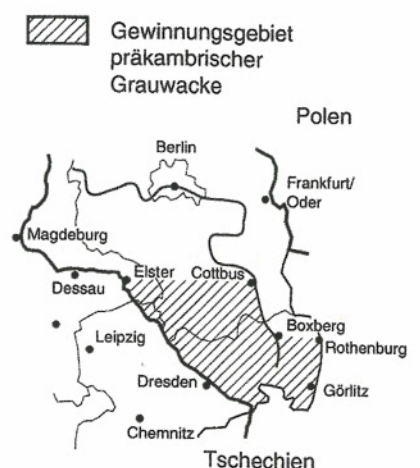 Gewinnungsgebiet
präkambrischer
Grauwacke
Polen
Berlin
Frankfurt/
Oder
Magdeburg
Elster
Cottbus
Dessau
Boxberg
Leipzig
Rothenburg
Dresden
Görlitz
Chemnitz
Tschechien